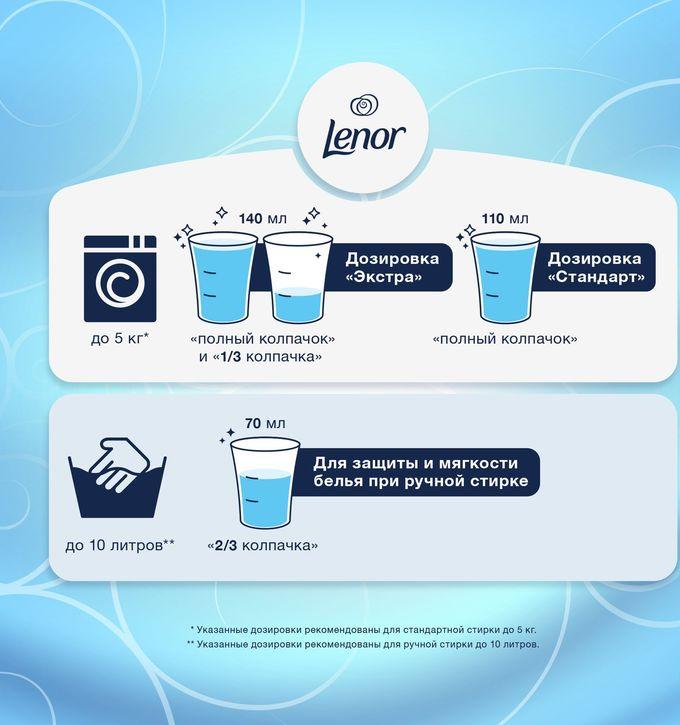 Lenor
140 мл
110 мл
Дозировка
«Экстра»
Дозировка
«Стандарт»
до 5 кг*
«полный колпачок»
и «1/3 колпачка»
«полный колпачок»
70 мл
Для защиты и мягкости
белья при ручной стирке
до 10 литров**
«2/3 колпачка»
* Указанные дозировки рекомендованы для стандартной стирки до 5 кг.
** Указанные дозировки рекомендованы для ручной стирки до 10 литров.